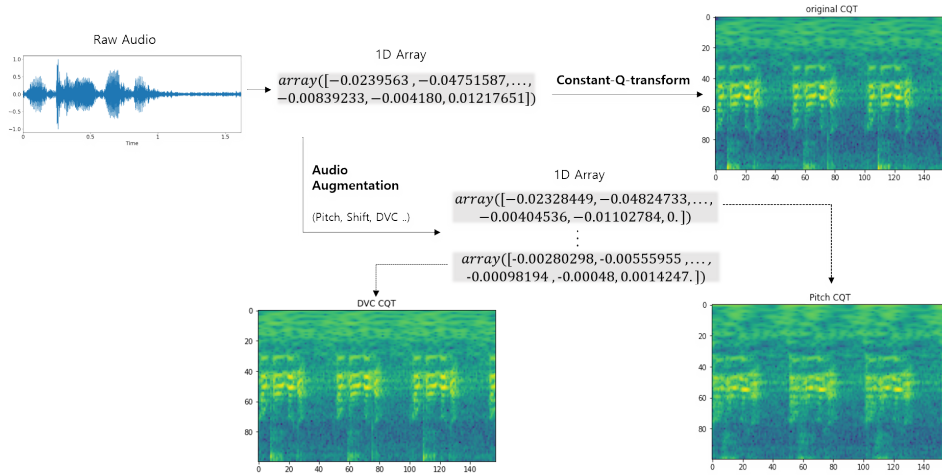 Raw Audio
1.0
0.5
0.0
−0.5
−1.0
0 0.5 1 1.5
Time
1D Array
array([−0.0239563 , −0.04751587,...,
−0.00839233, −0.004180, 0.01217651])
Constant-Q-transform
original CQT
0
20
40
60
80
0 20 40 60 80 100 120 140
Audio
Augmentation
(Pitch, Shift, DVC ..)
1D Array
array([−0.02328449, −0.04824733, ...,
−0.00404536, −0.01102784, 0. ])
⋮
array([-0.00280298, -0.00555955 , ... ,
-0.00098194 , -0.00048, 0.0014247. ])
DVC CQT
0
20
40
60
80
0 20 40 60 80 100 120 140
Pitch CQT
0
20
40
60
80
0 20 40 60 80 100 120 140